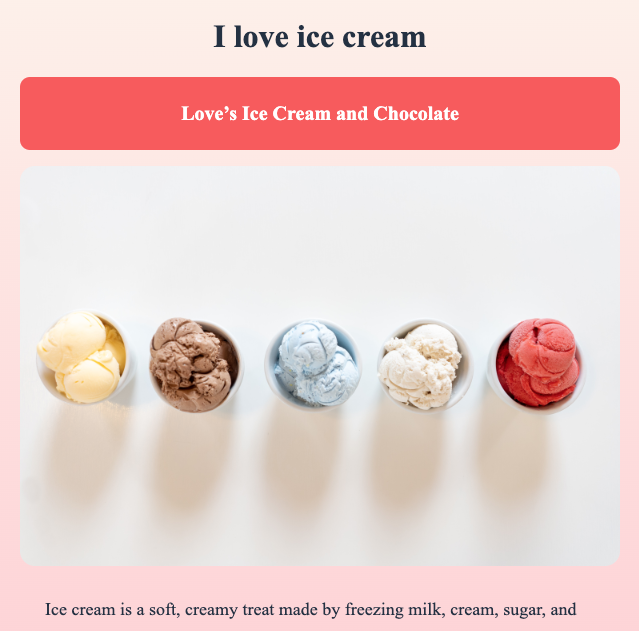 I love ice cream
Love’s Ice Cream and Chocolate
Ice cream is a soft, creamy treat made by freezing milk, cream, sugar, and